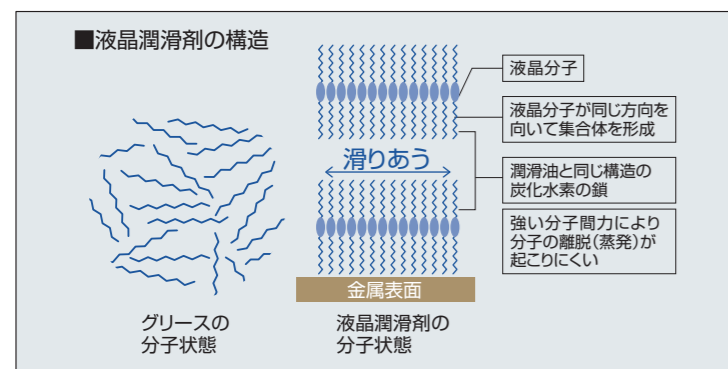 ■液晶潤滑剤の構造
液晶分子
液晶分子が同じ方向を
向いて集合体を形成
滑りあう
潤滑油と同じ構造の
炭化水素の鎖
強い分子間力により
分子の離脱(蒸発)が
起こりにくい
金属表面
グリースの
分子状態
液晶潤滑剤の
分子状態